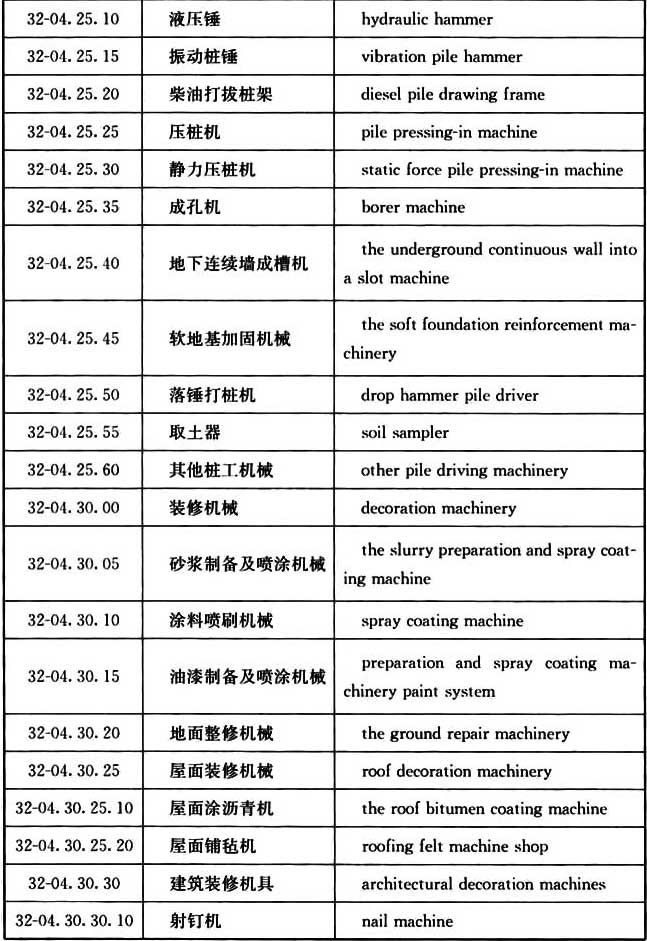 32-04.25.10 液压锤 hydraulic hammer
32-04.25.15 振动桩锤 vibration pile hammer
32-04.25.20 柴油打拔桩架 diesel pile drawing frame
32-04.25.25 压桩机 pile pressing-in machine
32-04.25.30 静力压桩机 static force pile pressing-in machine
32-04.25.35 成孔机 borer machine
32-04.25.40 地下连续墙成槽机 the underground continuous wall into
a slot machine
32-04.25.45 软地基加固机械 the soft foundation reinforcement ma-
chinery
32-04.25.50 落锤打桩机 drop hammer pile driver
32-04.25.55 取土器 soil sampler
32-04.25.60 其他桩工机械 other pile driving machinery
32-04.30.00 装修机械 decoration machinery
32-04.30.05 砂浆制备及喷涂机械 the slurry preparation and spray coat-
ing machine
32-04.30.10 涂料喷刷机械 spray coating machine
32-04.30.15 油漆制备及喷涂机械 preparation and spray coating ma-
chinery paint system
32-04.30.20 地面整修机械 the ground repair machinery
32-04.30.25 屋面装修机械 roof decoration machinery
32-04.30.25.10 屋面涂沥青机 the roof bitumen coating machine
32-04.30.25.20 屋面铺毡机 roofing felt machine shop
32-04.30.30 建筑装修机具 architectural decoration machines
32-04.30.30.10 射钉机 nail machine